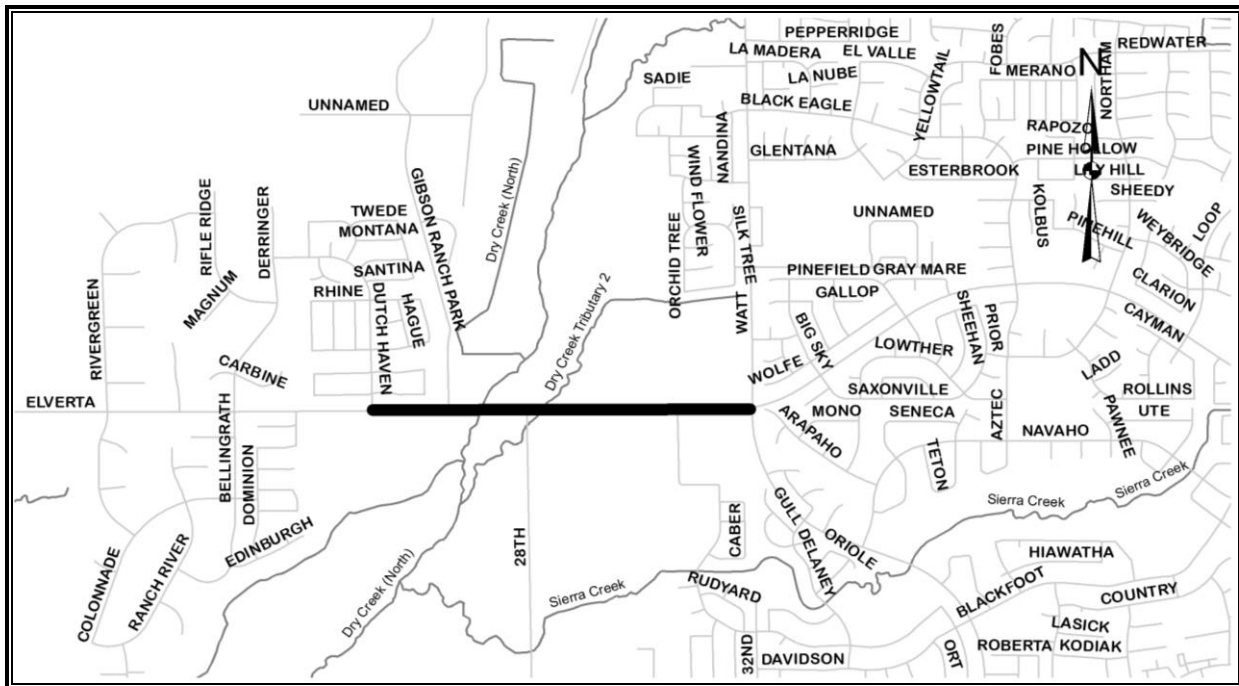 PEPPERRIDGE
FOBES
NORTHAM
REDWATER
LA MADERA
EL VALLE
N
SADIE
LA NUBE
YELLOWTAIL
MERANO
UNNAMED
BLACK EAGLE
NANDINA
RAPOZO
GLENTANA
PINE HOLLOW
WIND FLOWER
ESTERBROOK
LILY HILL
GIBSON RANCH PARK
Dry Creek (North)
SHEEDY
RIFLE RIDGE
DERRINGER
TWEDE
MONTANA
ORCHID TREE
SILK TREE
UNNAMED
KOLBUS
PINEHILL
WEYBRIDGE
LOOP
SANTINA
PINEFIELD
GRAY MARE
RHINE
DUTCH HAVEN
HAGUE
MAGNUM
Dry Creek Tributary 2
WATT
GALLOP
CLARION
RIVERGREEN
BIG SKY
SHEEHAN
PRIOR
CAYMAN
LOWTHER
CARBINE
WOLFE
LADD
SAXONVILLE
ROLLINS
ELVERTA
ARAPAHO
MONO
SENECA
AZTEC
PAWNEE
UTE
BELLINGRATH
DOMINION
TETON
NAVAHO
Sierra Creek
Sierra Creek
GULL
DELANEY
ORIOLE
28TH
CABER
EDINBURGH
HIAWATHA
COLONNADE
RANCH RIVER
Dry Creek (North)
Sierra Creek
RUDYARD
BLACKFOOT
COUNTRY
LASICK
32ND
DAVIDSON
ORT
ROBERTA
KODIAK